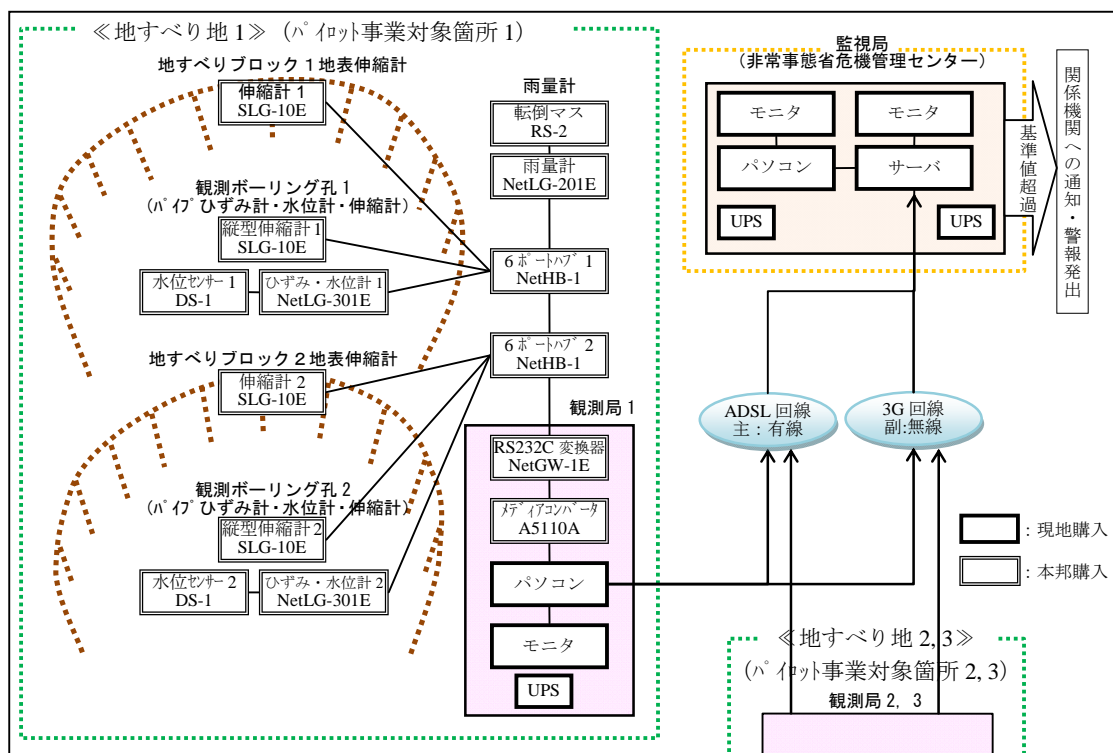 ≪地すべり地1≫ (ﾊﾟｲﾛｯﾄ事業対象箇所1)
地すべりブロック１地表伸縮計
伸縮計 1
SLG-10E
観測ボーリング孔１
(ﾊﾟｲﾌﾟひずみ計・水位計・伸縮計)
縦型伸縮計1
SLG-10E
水位ｾﾝｻｰ 1
DS-1
ひずみ・水位計 1
NetLG-301E
地すべりブロック２地表伸縮計
伸縮計 2
SLG-10E
観測ボーリング孔２
(ﾊﾟｲﾌﾟひずみ計・水位計・伸縮計)
縦型伸縮計2
SLG-10E
水位ｾﾝｻｰ 2
DS-1
ひずみ・水位計 2
NetLG-301E
雨量計
転倒マス
RS-2
雨量計
NetLG-201E
6 ﾎﾟｰﾄﾊﾌﾞ 1
NetHB-1
6 ﾎﾟｰﾄﾊﾌﾞ 2
NetHB-1
観測局１
RS232C 変換器
NetGW-1E
ﾒﾃﾞｨｱｺﾝﾊﾞｰﾀ
A5110A
パソコン
モニタ
UPS
監視局
(非常事態省危機管理センター)
モニタ
モニタ
パソコン
サーバ
UPS
UPS
基準値超過
関係機関への通知・警報発出
ADSL 回線
主：有線
3G 回線
副:無線
：現地購入
：本邦購入
≪地すべり地 2, 3≫
(ﾊﾟｲﾛｯﾄ事業対象箇所 2, 3)
観測局２, ３